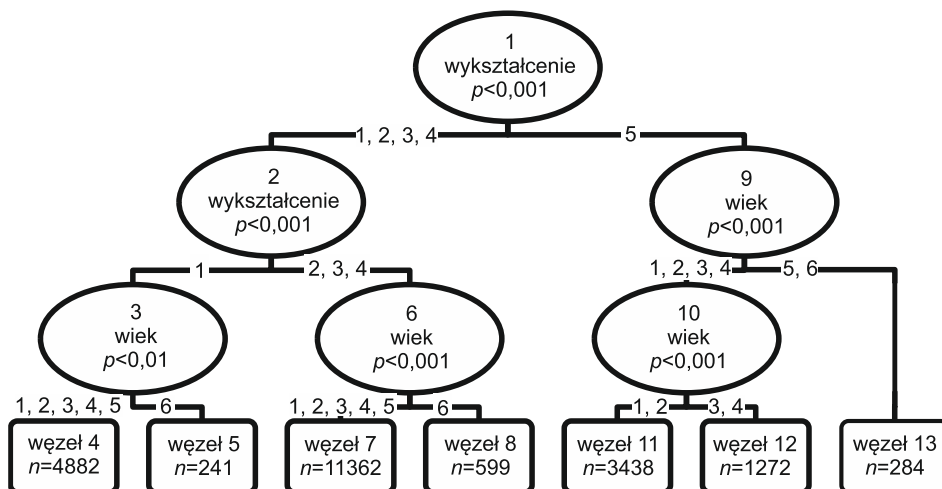 1
wykształcenie
p<0,001
1, 2, 3, 4
5
2
wykształcenie
p<0,001
9
wiek
p<0,001
1
2, 3, 4
1, 2, 3, 4
5, 6
3
wiek
p<0,01
6
wiek
p<0,001
10
wiek
p<0,001
1, 2, 3, 4, 5
6
1, 2, 3, 4, 5
6
1, 2
3, 4
węzeł 4
n=4882
węzeł 5
n=241
węzeł 7
n=11362
węzeł 8
n=599
węzeł 11
n=3438
węzeł 12
n=1272
węzeł 13
n=284